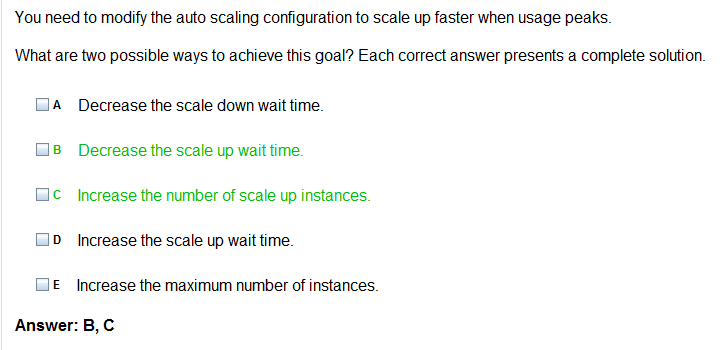 You need to modify the auto scaling configuration to scale up faster when usage peaks.
What are two possible ways to achieve this goal? Each correct answer presents a complete solution.
A Decrease the scale down wait time.
B Decrease the scale up wait time.
C Increase the number of scale up instances.
D Increase the scale up wait time.
E Increase the maximum number of instances.
Answer: B, C